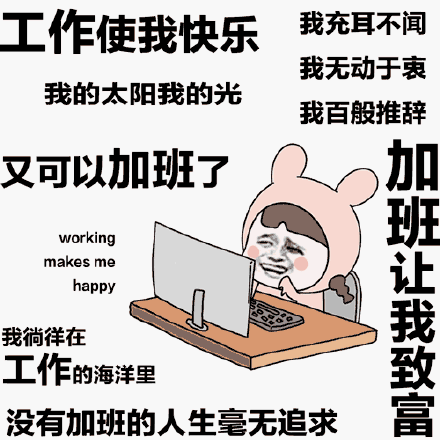 工作使我快乐
我的太阳我的光
我充耳不闻
我无动于衷
我百般推辞
又可以加班了
working
makes me
happy
加班让我致富
我徜徉在
工作的海洋里
没有加班的人生毫无追求